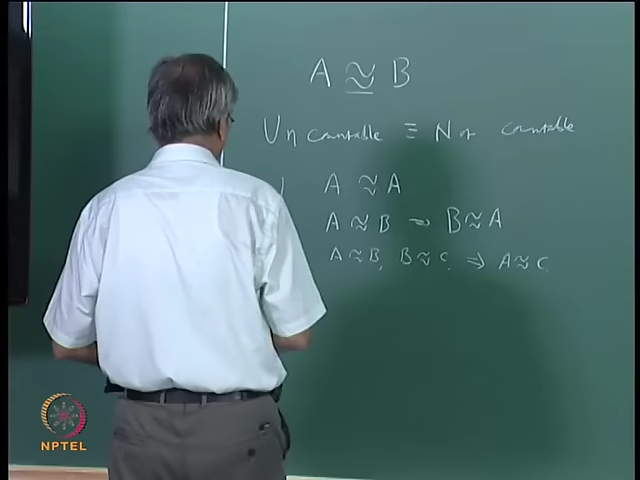 A ≈ B
Uncountable ≡ Not countable
A ≈ A
A ≈ B ⇒ B ≈ A
A ≈ B, B ≈ C, ⇒ A ≈ C.
NPTEL